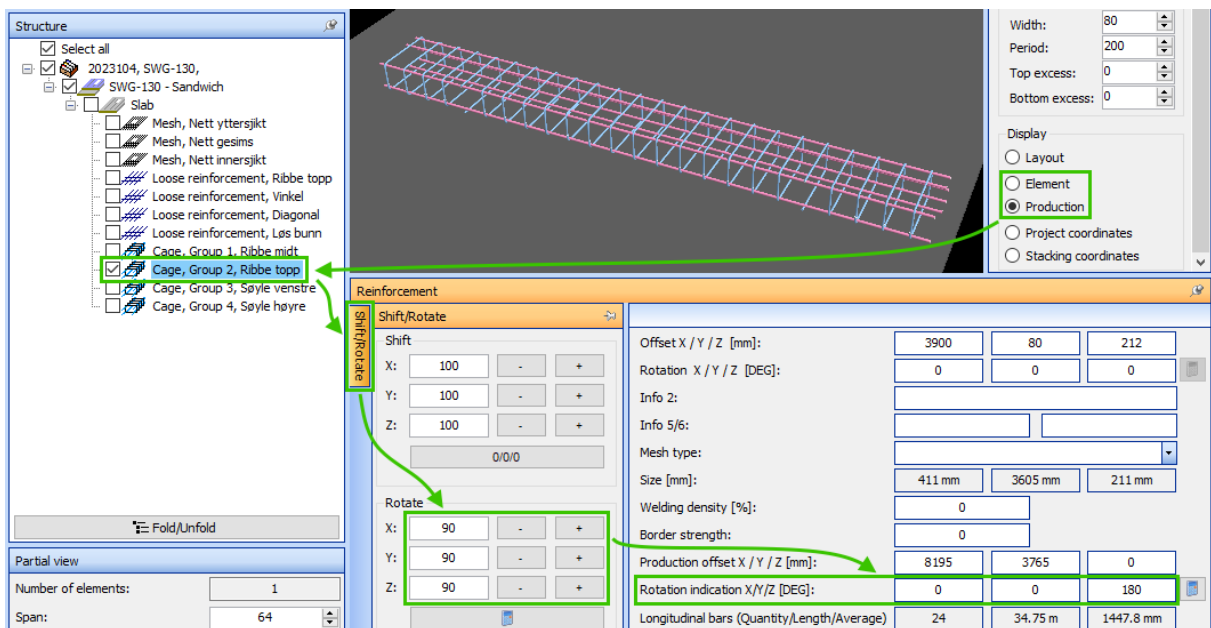 Structure
Select all
2023104, SWG-130,
SWG-130 - Sandwich
Slab
Mesh, Nett yttersjikt
Mesh, Nett gesims
Mesh, Nett innersjikt
Loose reinforcement, Ribbe topp
Loose reinforcement, Vinkel
Loose reinforcement, Diagonal
Loose reinforcement, Løs bunn
Cage, Group 1, Ribbe midt
Cage, Group 2, Ribbe topp
Cage, Group 3, Søyle venstre
Cage, Group 4, Søyle høyre
Fold/Unfold
Partial view
Number of elements: 1
Span: 64
Width: 80
Period: 200
Top excess: 0
Bottom excess: 0
Display
Layout
Element
Production
Project coordinates
Stacking coordinates
Reinforcement
Shift/Rotate
Shift/Rotate
Shift
X: 100 - +
Y: 100 - +
Z: 100 - +
0/0/0
Rotate
X: 90 - +
Y: 90 - +
Z: 90 - +
Offset X / Y / Z [mm]: 3900 80 212
Rotation X / Y / Z [DEG]: 0 0 0
Info 2:
Info 5/6:
Mesh type:
Size [mm]: 411 mm 3605 mm 211 mm
Welding density [%]: 0
Border strength: 0
Production offset X / Y / Z [mm]: 8195 3765 0
Rotation indication X/Y/Z [DEG]: 0 0 180
Longitudinal bars (Quantity/Length/Average) 24 34.75 m 1447.8 mm